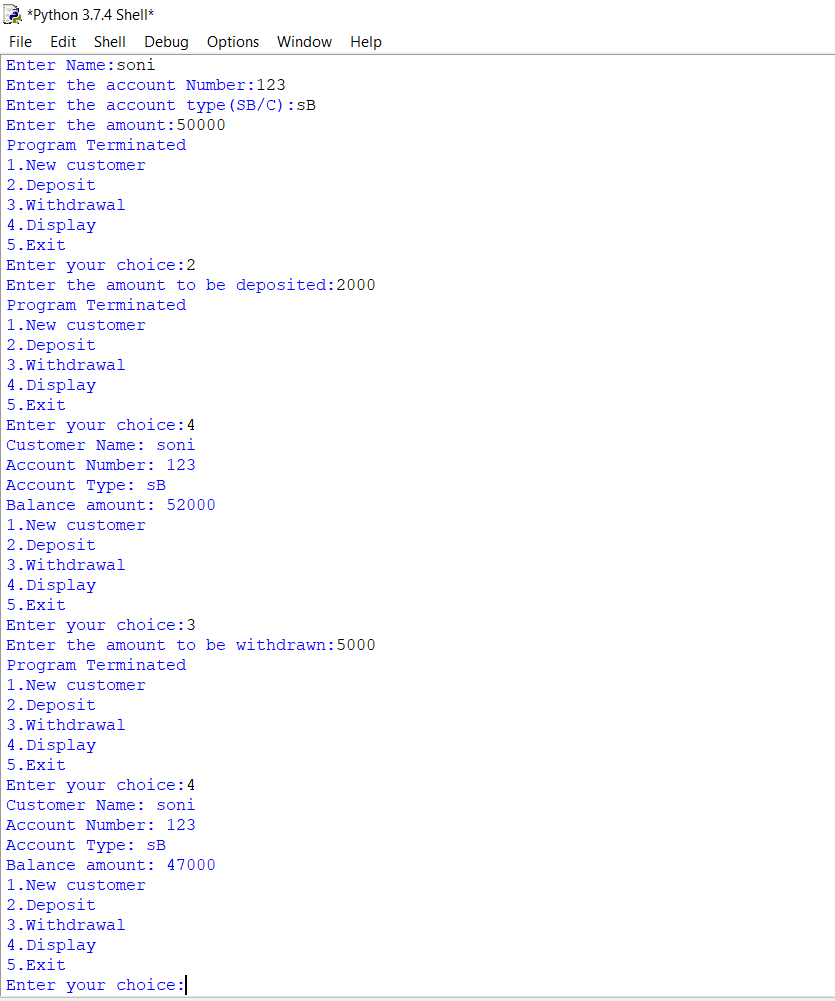 *Python 3.7.4 Shell*
File Edit Shell Debug Options Window Help
Enter Name:soni
Enter the account Number:123
Enter the account type(SB/C):sB
Enter the amount:50000
Program Terminated
1.New customer
2.Deposit
3.Withdrawal
4.Display
5.Exit
Enter your choice:2
Enter the amount to be deposited:2000
Program Terminated
1.New customer
2.Deposit
3.Withdrawal
4.Display
5.Exit
Enter your choice:4
Customer Name: soni
Account Number: 123
Account Type: sB
Balance amount: 52000
1.New customer
2.Deposit
3.Withdrawal
4.Display
5.Exit
Enter your choice:3
Enter the amount to be withdrawn:5000
Program Terminated
1.New customer
2.Deposit
3.Withdrawal
4.Display
5.Exit
Enter your choice:4
Customer Name: soni
Account Number: 123
Account Type: sB
Balance amount: 47000
1.New customer
2.Deposit
3.Withdrawal
4.Display
5.Exit
Enter your choice: